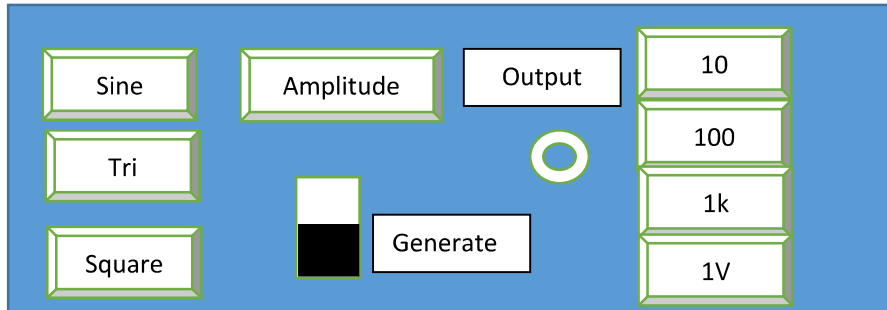 Sine
Amplitude
Output
10
Tri
100
1k
Square
Generate
1V